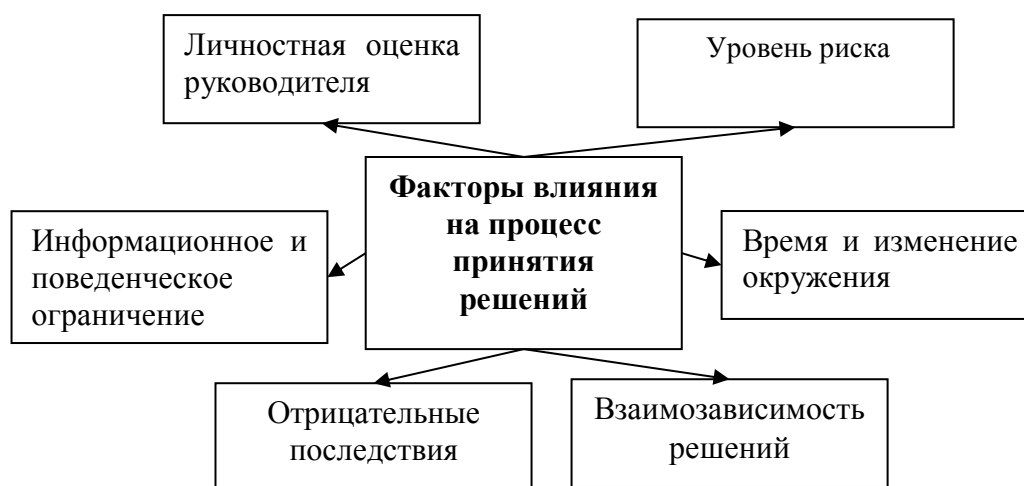 Личностная оценка
руководителя
Уровень риска
Факторы влияния
на процесс
принятия
решений
Информационное и
поведенческое
ограничение
Время и изменение
окружения
Отрицательные
последствия
Взаимозависимость
решений